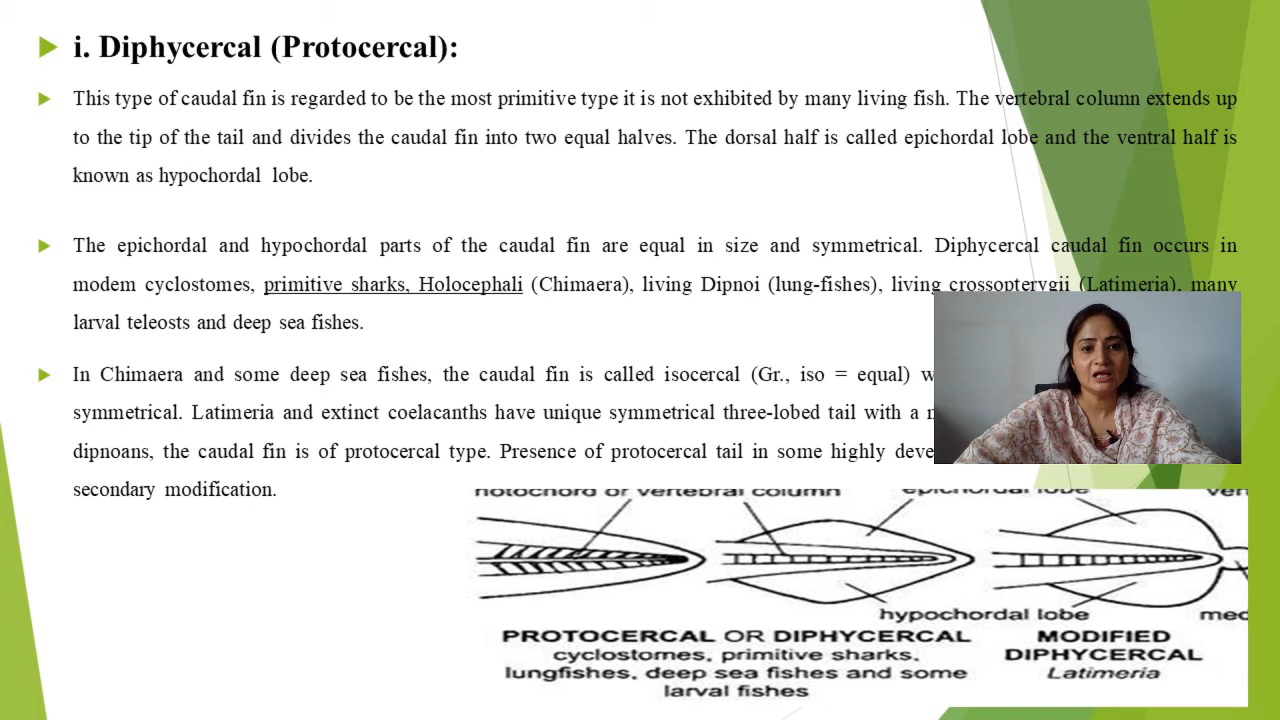 i. Diphycercal (Protocercal):
This type of caudal fin is regarded to be the most primitive type it is not exhibited by many living fish. The vertebral column extends up
to the tip of the tail and divides the caudal fin into two equal halves. The dorsal half is called epichordal lobe and the ventral half is
known as hypochordal lobe.
The epichordal and hypochordal parts of the caudal fin are equal in size and symmetrical. Diphycercal caudal fin occurs in
modem cyclostomes, primitive sharks, Holocephali (Chimaera), living Dipnoi (lung-fishes), living crossopterygii (Latimeria), many
larval teleosts and deep sea fishes.
In Chimaera and some deep sea fishes, the caudal fin is called isocercal (Gr., iso = equal)
symmetrical. Latimeria and extinct coelacanths have unique symmetrical three-lobed tail with a
dipnoans, the caudal fin is of protocercal type. Presence of protocercal tail in some highly
secondary modification.
notochord or vertebral column epichordal lobe
hypochordal lobe
PROTOCERCAL OR DIPHYCERCAL
cyclostomes, primitive sharks,
lungfishes, deep sea fishes and some
larval fishes
MODIFIED
DIPHYCERCAL
Latimeria